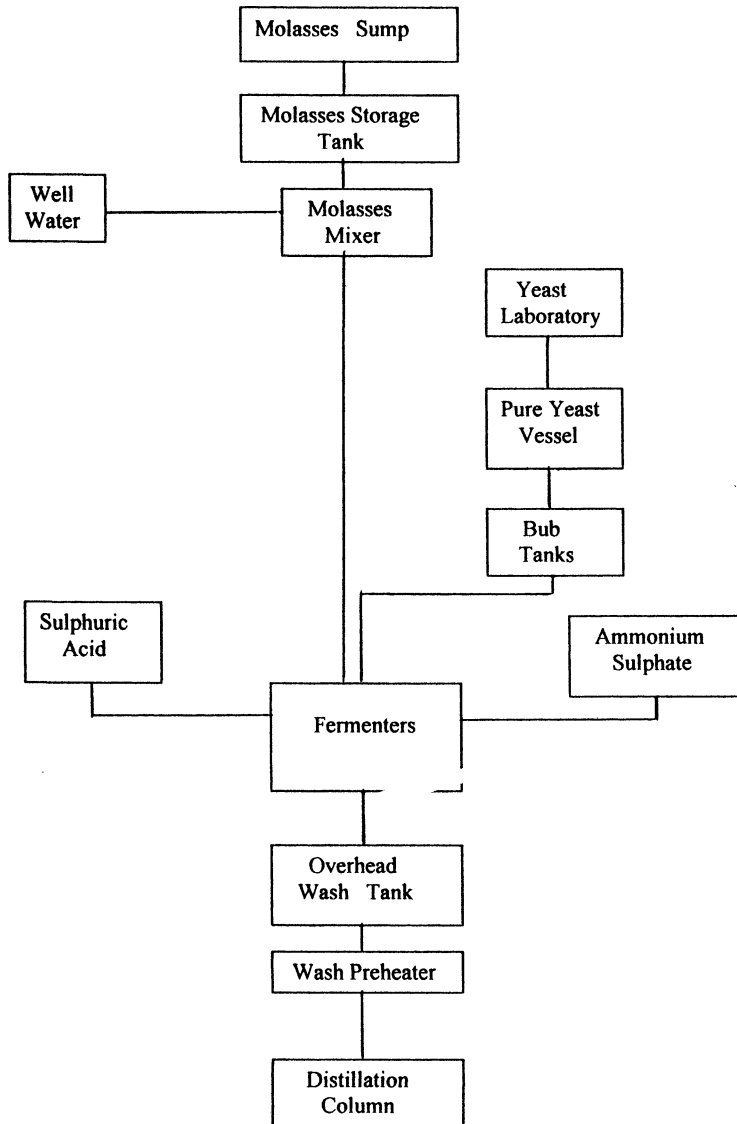 Molasses Sump
Molasses Storage
Tank
Well
Water
Molasses
Mixer
Yeast
Laboratory
Pure Yeast
Vessel
Bub
Tanks
Sulphuric
Acid
Ammonium
Sulphate
Fermenters
Overhead
Wash Tank
Wash Preheater
Distillation
Column